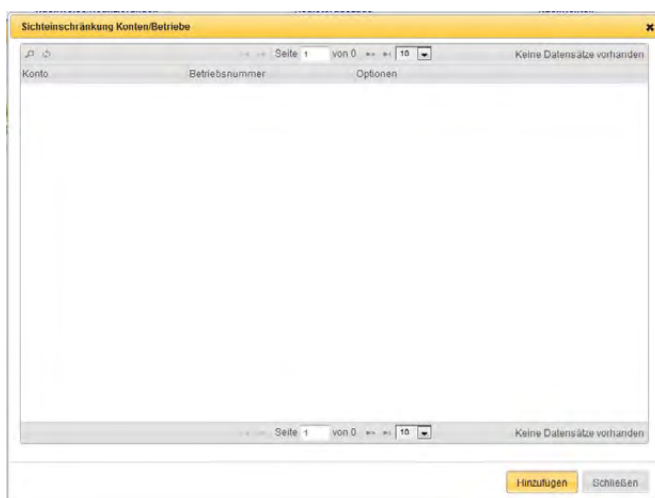 Sichteinschränkung Konten/Betriebe
Seite 1 von 0 10 Keine Datensätze vorhanden
Konto Betriebsnummer Optionen
Seite 1 von 0 10 Keine Datensätze vorhanden
Hinzufügen Schließen